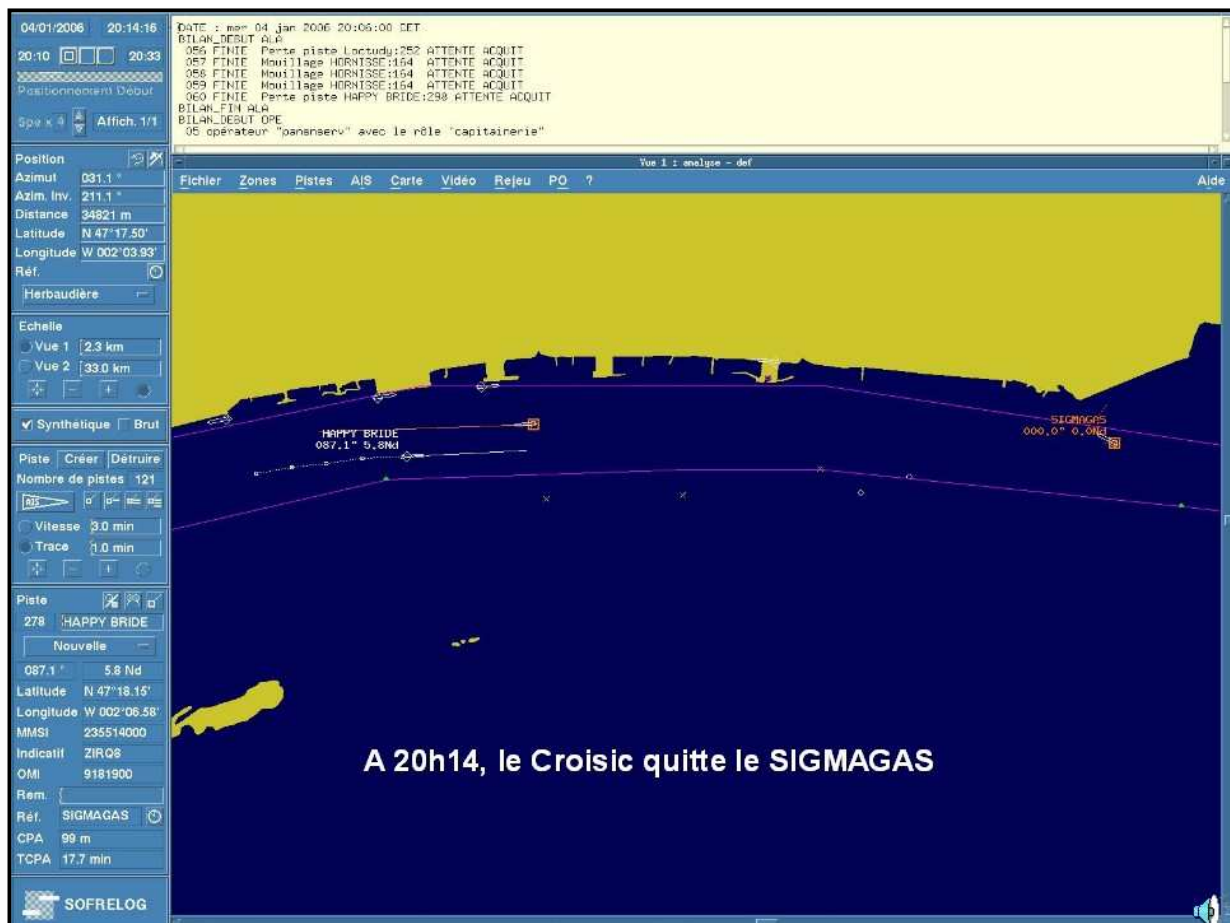 04/01/2006 20:14:16
20:10 20:33
Positionnement Début
Spe x 4 Affich. 1/1
DATE : mer 04 jan 2006 20:06:00 CET
BILAN_DEBUT ALA
056 FINIE Perte piste Loctudy:252 ATTENTE ACQUIT
057 FINIE Mouillage HORNISSE:164 ATTENTE ACQUIT
058 FINIE Mouillage HORNISSE:164 ATTENTE ACQUIT
059 FINIE Mouillage HORNISSE:164 ATTENTE ACQUIT
060 FINIE Perte piste HAPPY BRIDE:298 ATTENTE ACQUIT
BILAN_FIN ALA
BILAN_DEBUT OPE
05 opérateur "pansnserv" avec le rôle "capitainerie"
Vue 1 : analyse - def
Fichier Zones Pistes AIS Carte Vidéo Rejeu PO ? Aide
Position
Azimut 031.1 °
Azim. Inv. 211.1 °
Distance 34821 m
Latitude N 47°17.50'
Longitude W 002°03.93'
Réf.
Herbaudière
Echelle
Vue 1 2.3 km
Vue 2 33.0 km
Synthétique Brut
Piste Créer Détruire
Nombre de pistes 121
AIS
Vitesse 3.0 min
Trace 1.0 min
Piste
278 HAPPY BRIDE
Nouvelle
087.1 ° 5.8 Nd
Latitude N 47°18.15'
Longitude W 002°06.58'
MMSI 235514000
Indicatif ZIRQ8
OMI 9181900
Rem.
Réf. SIGMAGAS
CPA 99 m
TCPA 17.7 min
SOFRELOG
HAPPY BRIDE
087.1° 5.8Nd
SIGMAGAS
000.0° 0.0Nd
A 20h14, le Croisic quitte le SIGMAGAS